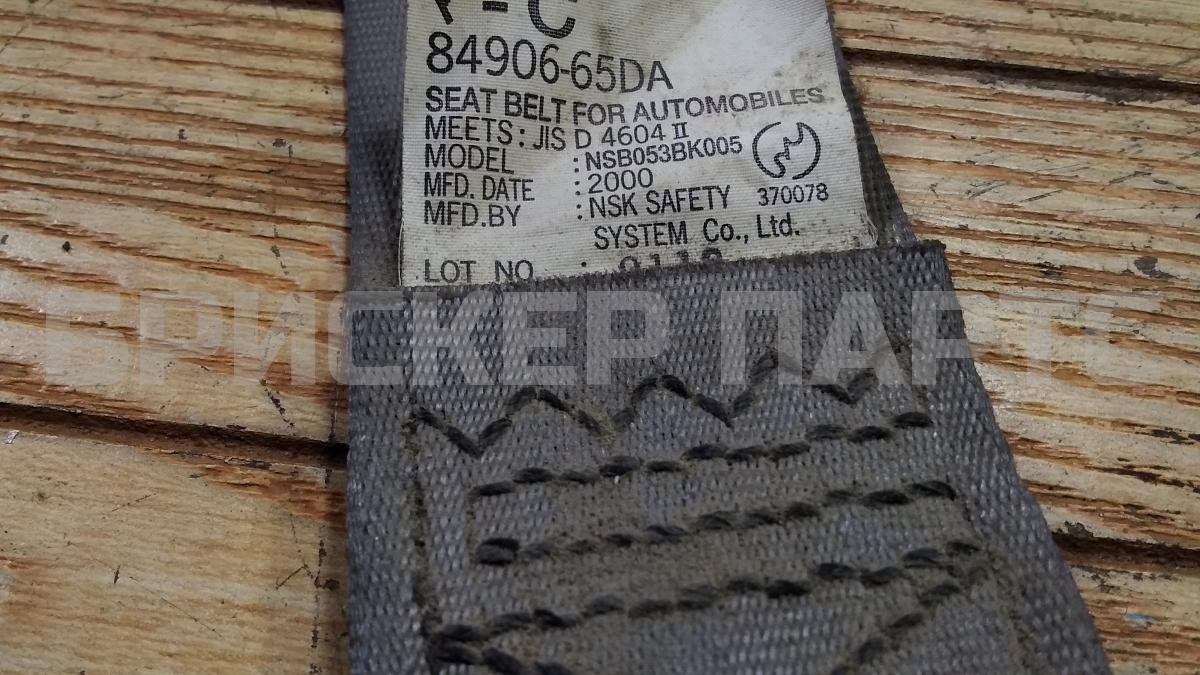 マ-C
84906-65DA
SEAT BELT FOR AUTOMOBILES
MEETS: JIS D 4604 II
MODEL : NSB053BK005
MFD. DATE : 2000
MFD.BY : NSK SAFETY 370078
SYSTEM Co., Ltd.
LOT NO. :
БРИСКЕР ПАРТС